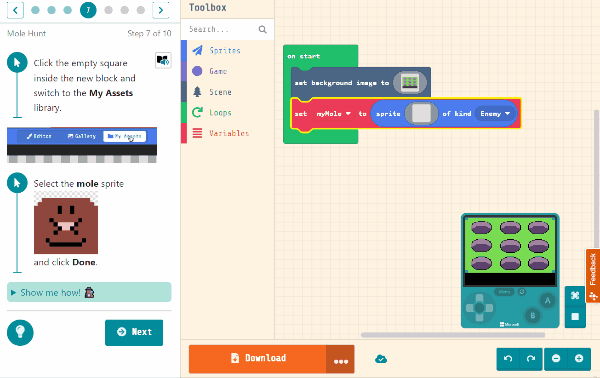 7
Mole Hunt
Step 7 of 10
Click the empty square
inside the new block and
switch to the My Assets
library.
Editor
Gallery
My Assets
Select the mole sprite
and click Done.
Show me how!
Next
Toolbox
Search...
Sprites
Game
Scene
Loops
Variables
on start
set background image to
set myMole to sprite of kind Enemy
A
B
Microsoft
Feedback
Download